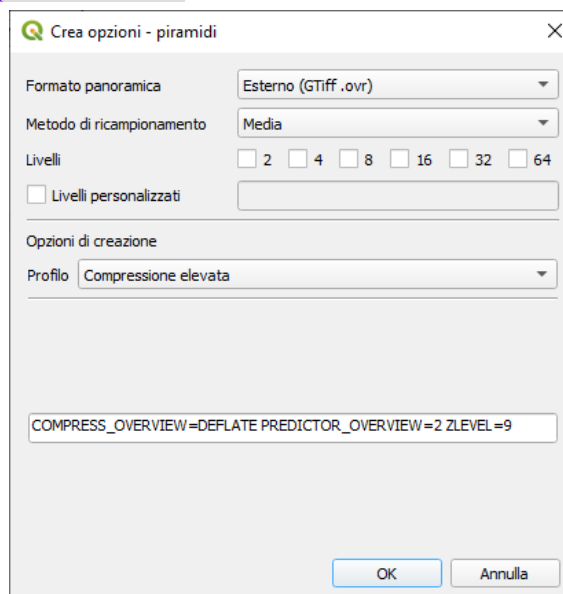 Crea opzioni - piramidi
Formato panoramica Esterno (GTiff .ovr)
Metodo di ricampionamento Media
Livelli 2 4 8 16 32 64
Livelli personalizzati
Opzioni di creazione
Profilo Compressione elevata
COMPRESS_OVERVIEW=DEFLATE PREDICTOR_OVERVIEW=2 ZLEVEL=9
OK Annulla